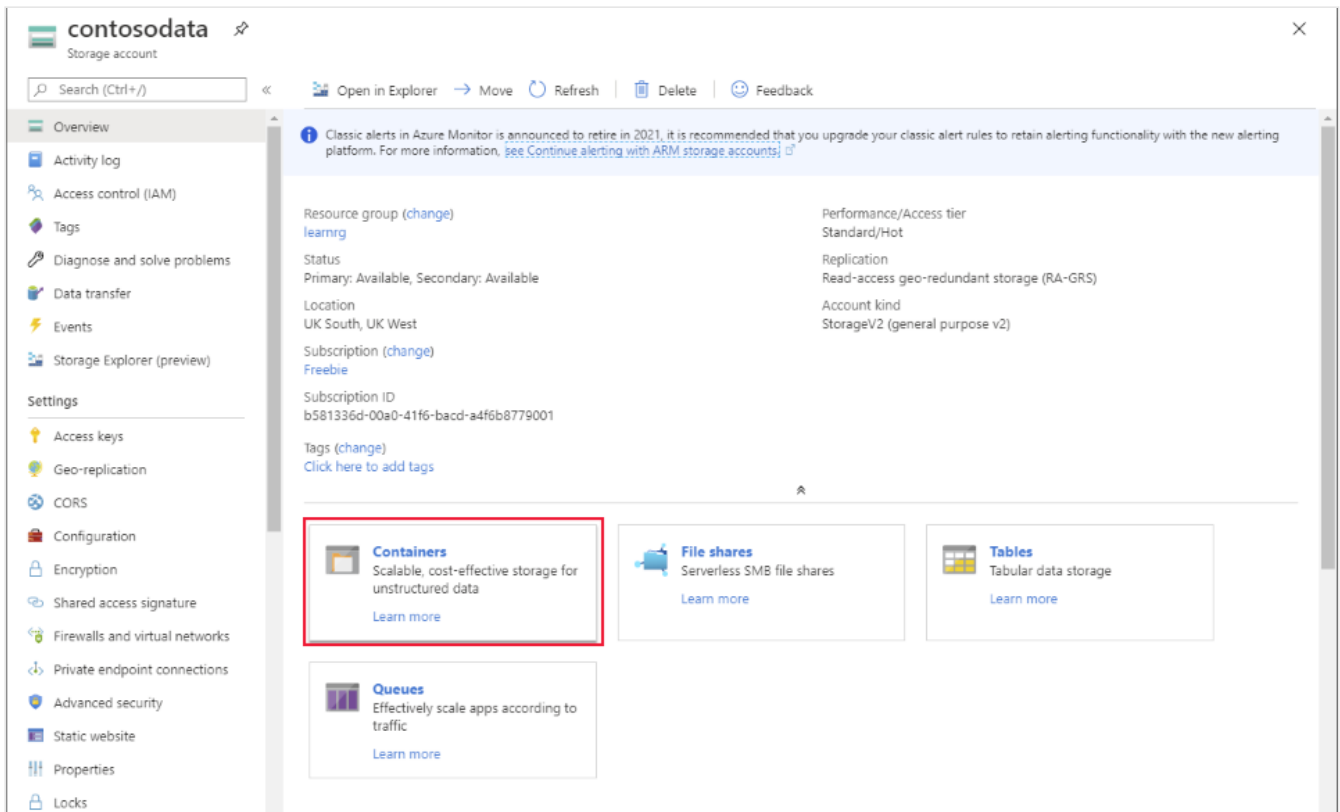 contosodata
Storage account
Search (Ctrl+/)
«
Open in Explorer
Move
Refresh
Delete
Feedback
Overview
Activity log
Access control (IAM)
Tags
Diagnose and solve problems
Data transfer
Events
Storage Explorer (preview)
Settings
Access keys
Geo-replication
CORS
Configuration
Encryption
Shared access signature
Firewalls and virtual networks
Private endpoint connections
Advanced security
Static website
Properties
Locks
Classic alerts in Azure Monitor is announced to retire in 2021, it is recommended that you upgrade your classic alert rules to retain alerting functionality with the new alerting
platform. For more information, see Continue alerting with ARM storage accounts.
Resource group (change)
learnrg
Status
Primary: Available, Secondary: Available
Location
UK South, UK West
Subscription (change)
Freebie
Subscription ID
b581336d-00a0-41f6-bacd-a4f6b8779001
Tags (change)
Click here to add tags
Performance/Access tier
Standard/Hot
Replication
Read-access geo-redundant storage (RA-GRS)
Account kind
StorageV2 (general purpose v2)
Containers
Scalable, cost-effective storage for
unstructured data
Learn more
File shares
Serverless SMB file shares
Learn more
Tables
Tabular data storage
Learn more
Queues
Effectively scale apps according to
traffic
Learn more